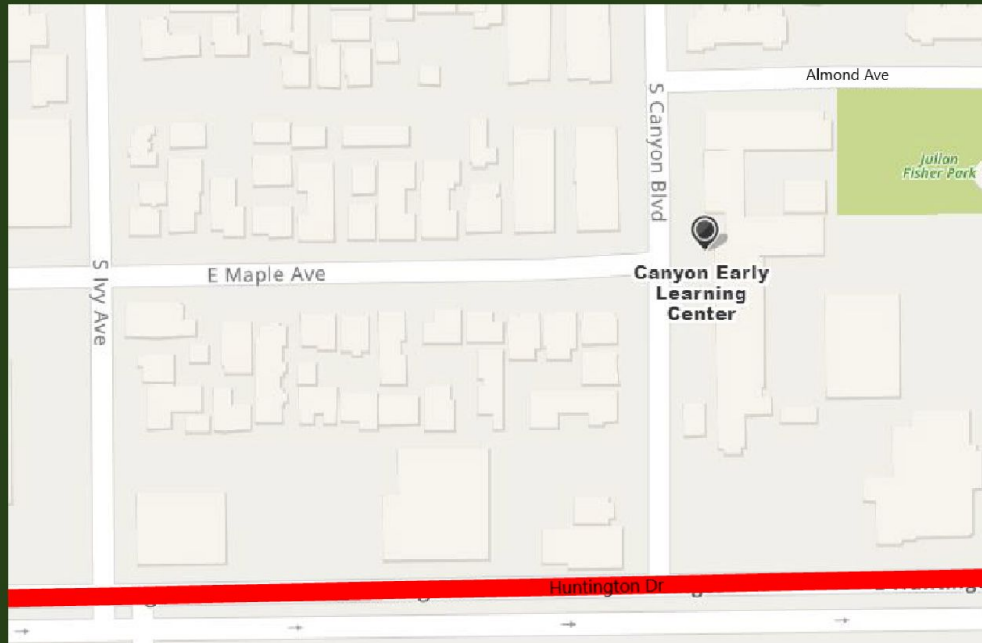 Almond Ave
S Canyon Blvd
Julian
Fisher Park
E Maple Ave
S Ivy Ave
Canyon Early
Learning
Center
Huntington Dr